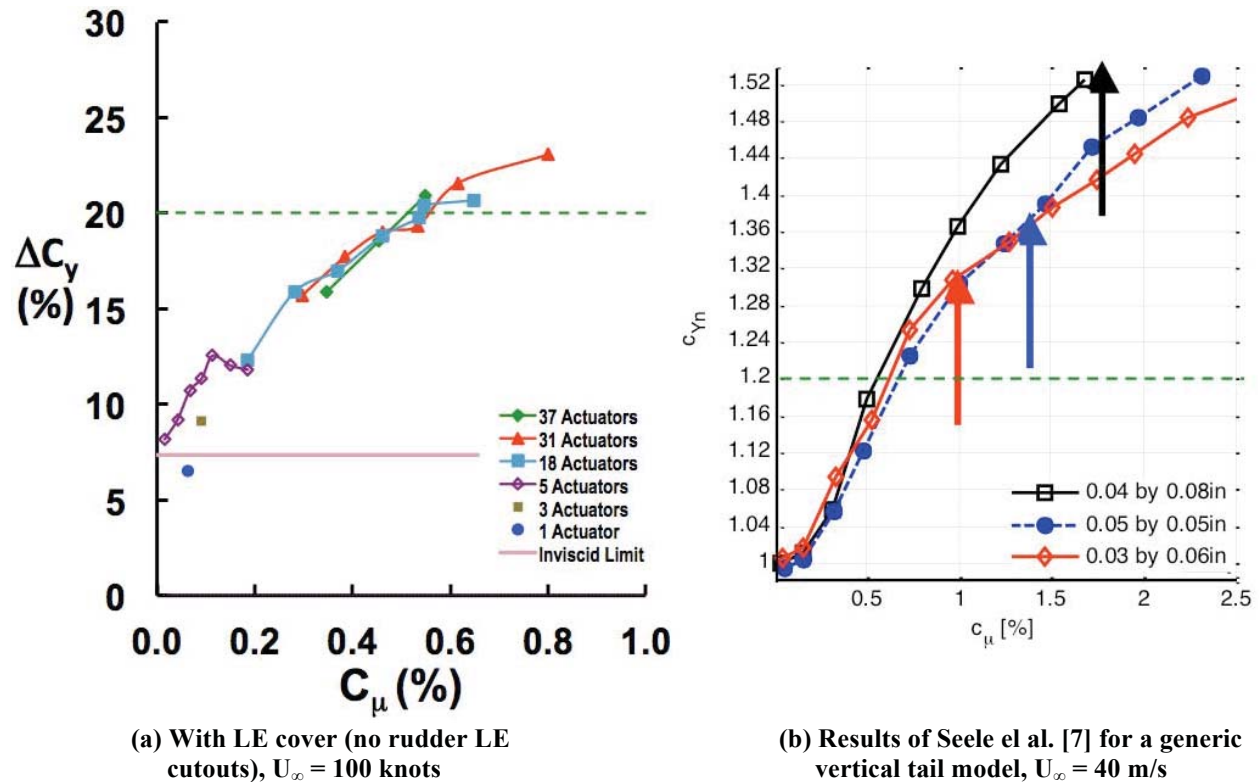 30
25
20
15
10
5
0
ΔCy
(%)
37 Actuators
31 Actuators
18 Actuators
5 Actuators
3 Actuators
1 Actuator
Inviscid Limit
0.0 0.2 0.4 0.6 0.8 1.0
Cμ (%)
(a) With LE cover (no rudder LE
cutouts), U∞ = 100 knots
1.52
1.48
1.44
1.4
1.36
1.32
1.28
1.24
1.2
1.16
1.12
1.08
1.04
1
cYn
0.04 by 0.08in
0.05 by 0.05in
0.03 by 0.06in
0.5 1 1.5 2 2.5
cμ [%]
(b) Results of Seele el al. [7] for a generic
vertical tail model, U∞ = 40 m/s